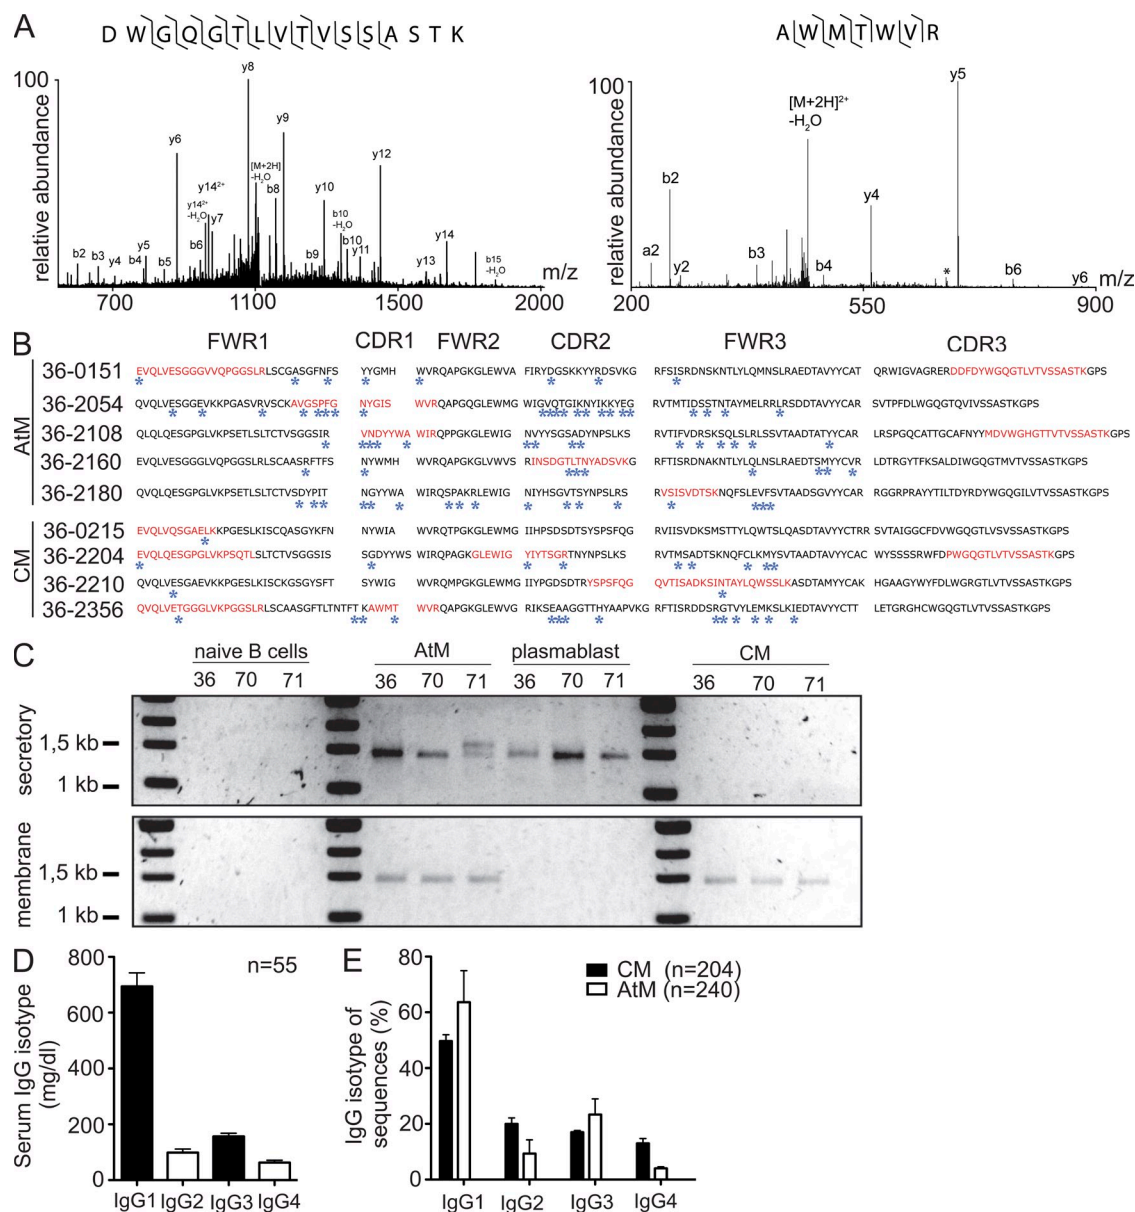 A
D W G Q G T L V T V S S A S T K
A W M T W V R
100
relative abundance
y8
y9
y6
y12
[M+2H]
-H2O
y14²⁺
y14²⁺
-H2O
b8
y10
y7
b10
-H2O
b10
y14
b6
y5
b2
b3
b4
y4
b5
b9
y11
y13
b15
-H2O
m/z
700
1100
1500
2000
100
relative abundance
y5
[M+2H]²⁺
-H2O
b2
y4
a2
y2
b3
b4
*
b6
y6
m/z
200
550
900
B
FWR1 CDR1 FWR2 CDR2 FWR3 CDR3
AtM
36-0151 EVQLVESGGGVVQPGGSLRLSCGASGFNFS YYGMH WVRQAPGKGLEWVA FIRYDGSKKYYRDSVKG RFSISRDNSKNTLYLQMNSLRAEDTAVYYCAT QRWIGVAGRERDDFDYWGQGTLVTVSSASTKGPS
36-2054 QVQLVESGEVKKPGASVRVSCKAVGSPFG NYGIS WVRQAPGQGLEWMG WIGVQTGIKNYIKKYEG RVTMTIDSSTNTAYMELRRLRSDDTAVYYCAR SVTPFDLWGQGTQVIVSSASTKGPS
36-2108 QLQLQESGPGLVKPSETLSLTCTVSGGSIR VNDYYWA WIRQPPGKGLEWIG NVYYSGSADYNPSLKS RVTIFVDRSKSQLSLRLSSVTAADTATYYCAR LRSPGQCATTGCAFNYYMDVWGHGTTVTVSSASTKGPS
36-2160 EVQLVESGGGLVQPGGSLRLSCAASRFTFS NYWMH WVRQAPGKGLVWVS RINSDGTLTNYADSVKG RFTISRDNAKNTLYLQLNSLRAEDTSMYYCVR LDTRGYTFKSALDIWGQGTMVTVSSASTKGPS
36-2180 QVQLQESGPGLVKPSETLSLTCTVSDYPIT NGYYWA WIRQSPAKRLEWIG NIYHSGVTSYNPSLRS RVSISVDTSKNQFSLEVFSVTAADSGVYYCAR RGGRPRAYYTILTDYRDYWGQGILVTVSSASTKGPS
CM
36-0215 EVQLVQSGAELKKPGESLKISCQASGYKFN NYWIA WVRQTPGKGLEWMG IIHPSDSDTSYSPSFQG RVIISVDKSMSTTYLQWTSLQASDTAVYYCTRR SVTAIGGCFDVWGQGTLVSVSSASTKGPS
36-2204 EVQLQESGPGLVKPSQTLSLTCTVSGGSIS SGDYYWS WIRQPAGKGLEWIG YIYTSGRTNYNPSLKS RVTMSADTSKNQFCLKMYSVTAADTAVYYCAC WYSSSSRWFDPWGQGTLVTVSSASTKGPS
36-2210 QVQLVESGAEVKKPGESLKISCKGSGYSFT SYWIG WVRQMPGKGLEWMG IIYPGDSDTRYSPSFQG QVTISADKSINTAYLQWSSLKASDTAMYYCAK HGAAGYWYFDLWGRGTLVTVSSASTKGPS
36-2356 QVQLVETGGGLVKPGGSLRLSCAASGFTLTNTFT KAWMT WVRQAPGKGLEWVG RIKSEAAGGTTHYAAPVKG RFTISRDDSRGTVYLEMKSLKIEDTAVYYCTT LETGRGHCWGQGTLVTVSSASTKGPS
C
naive B cells AtM plasmablast CM
36 70 71 36 70 71 36 70 71 36 70 71
secretory
1,5 kb
1 kb
membrane
1,5 kb
1 kb
D
Serum IgG isotype
(mg/dl)
800
600
400
200
0
n=55
IgG1 IgG2 IgG3 IgG4
E
IgG isotype of
sequences (%)
80
60
40
20
0
CM (n=204)
AtM (n=240)
IgG1 IgG2 IgG3 IgG4